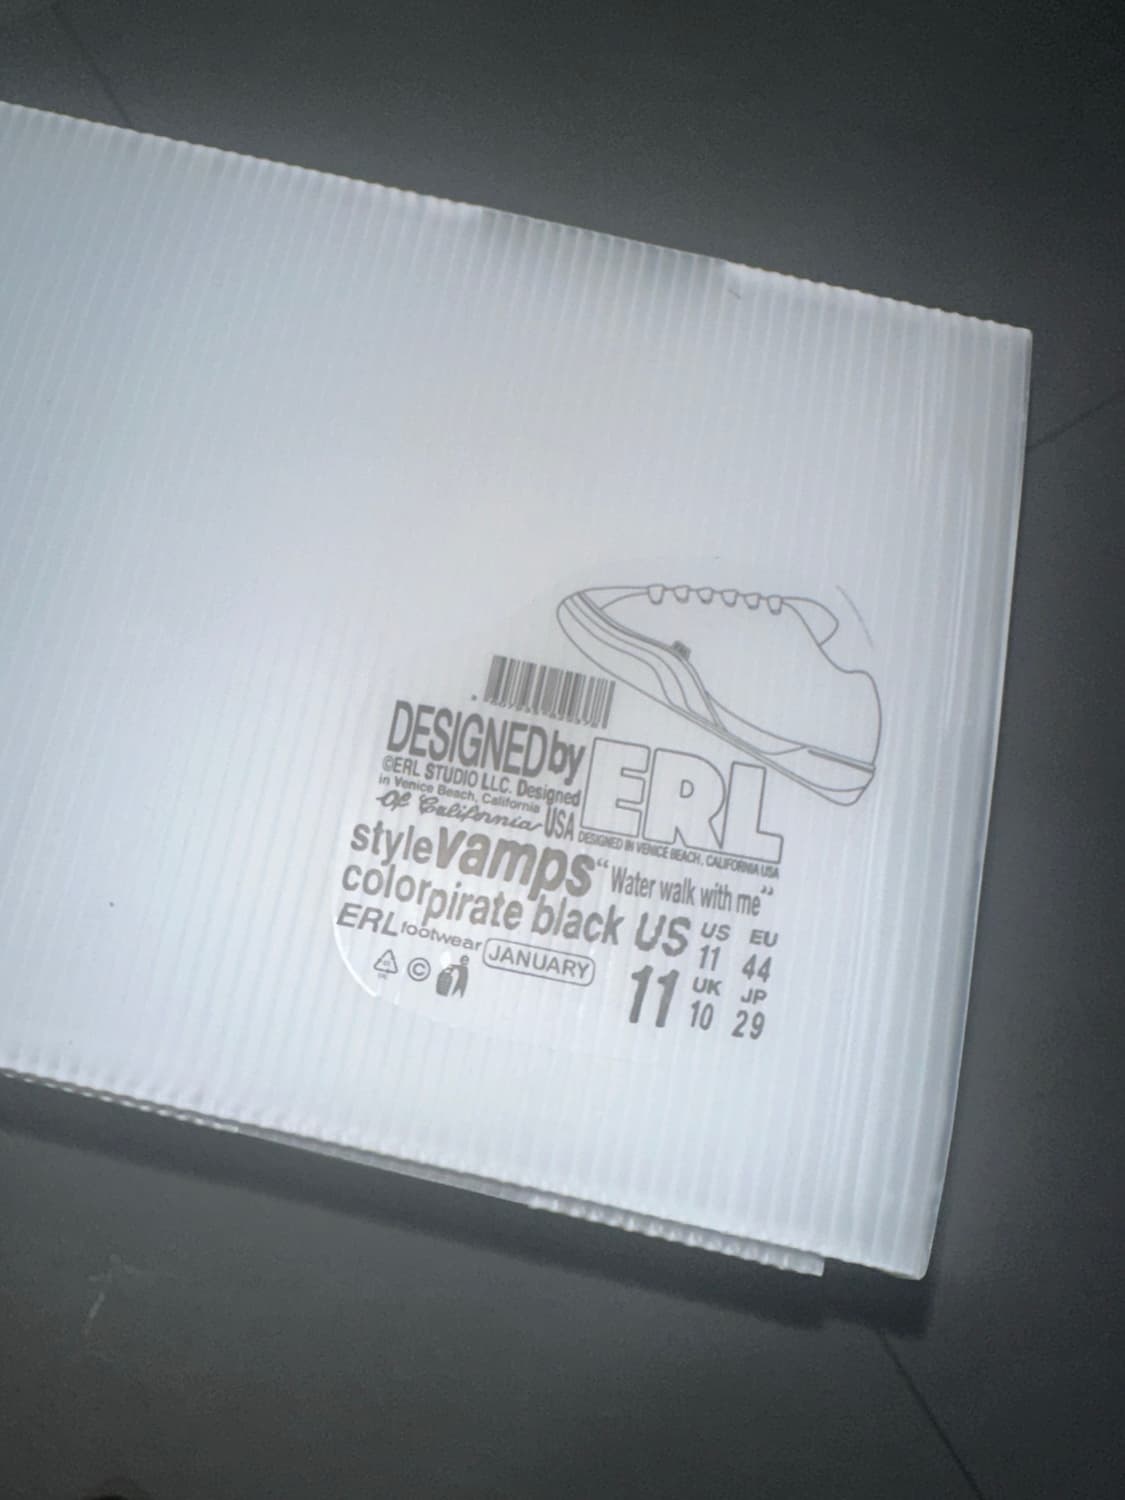 DESIGNED by
ERL
©ERL STUDIO LLC. Designed
in Venice Beach, California
Of California USA
DESIGNED IN VENICE BEACH, CALIFORNIA USA
style Vamps “Water walk with me”
color pirate black
ERL footwear JANUARY
©
US 11
US 11
EU 44
UK 10
JP 29